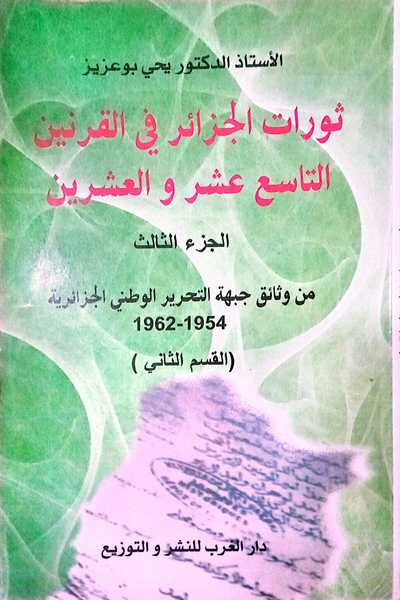 الأستاذ الدكتور يحي بوعزيز
ثورات الجزائر في القرنين
التاسع عشر و العشرين
الجزء الثالث
من وثائق جبهة التحرير الوطني الجزائرية
1962-1954
(القسم الثاني )
دار الغرب للنشر و التوزيع